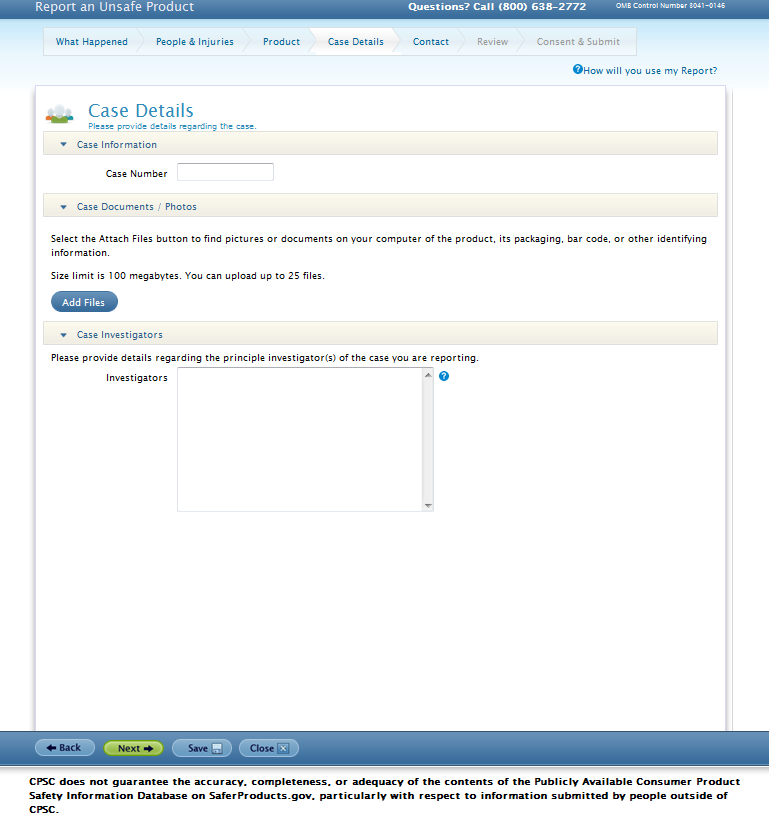 Report an Unsafe Product
Questions? Call (800) 638-2772
OMB Control Number 3041-0146
What Happened
People & Injuries
Product
Case Details
Contact
Review
Consent & Submit
How will you use my Report?
Case Details
Please provide details regarding the case.
Case Information
Case Number
Case Documents / Photos
Select the Attach Files button to find pictures or documents on your computer of the product, its packaging, bar code, or other identifying
information.
Size limit is 100 megabytes. You can upload up to 25 files.
Add Files
Case Investigators
Please provide details regarding the principle investigator(s) of the case you are reporting.
Investigators
Back
Next
Save
Close
CPSC does not guarantee the accuracy, completeness, or adequacy of the contents of the Publicly Available Consumer Product
Safety Information Database on SaferProducts.gov, particularly with respect to information submitted by people outside of
CPSC.